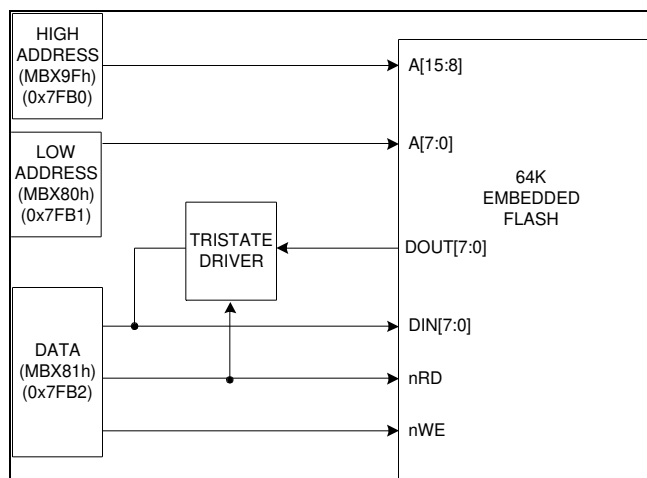 HIGH
ADDRESS
(MBX9Fh)
(0x7FB0)
A[15:8]
LOW
ADDRESS
(MBX80h)
(0x7FB1)
A[7:0]
64K
EMBEDDED
FLASH
TRISTATE
DRIVER
DOUT[7:0]
DATA
(MBX81h)
(0x7FB2)
DIN[7:0]
nRD
nWE